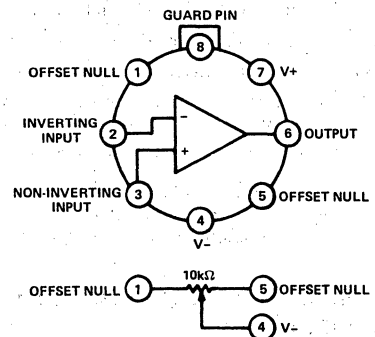 GUARD PIN
8
OFFSET NULL 1
7 V+
INVERTING
INPUT
2
−
6 OUTPUT
+
NON-INVERTING
INPUT
3
5 OFFSET NULL
4
V−
10kΩ
OFFSET NULL 1
5 OFFSET NULL
4 V−